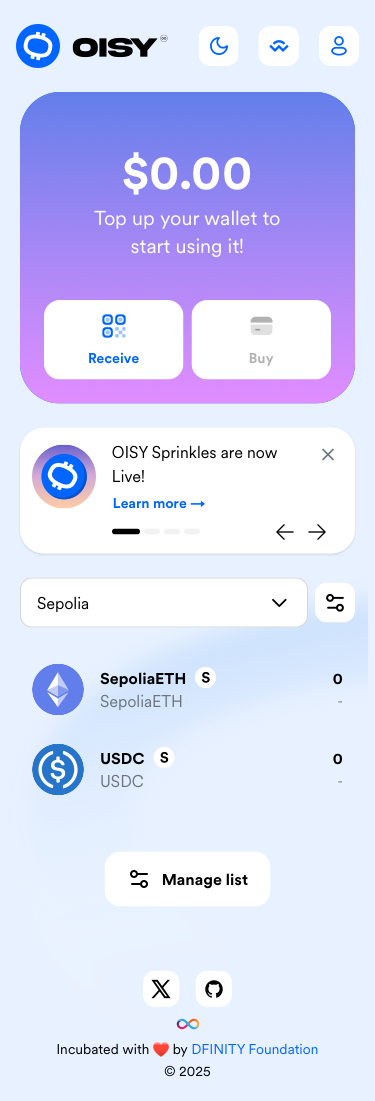 OISY
$0.00
Top up your wallet to
start using it!
Receive
Buy
OISY Sprinkles are now
Live!
Learn more →
Sepolia
SepoliaETH S
0
SepoliaETH
-
USDC S
0
USDC
-
Manage list
Incubated with ❤️ by DFINITY Foundation
© 2025